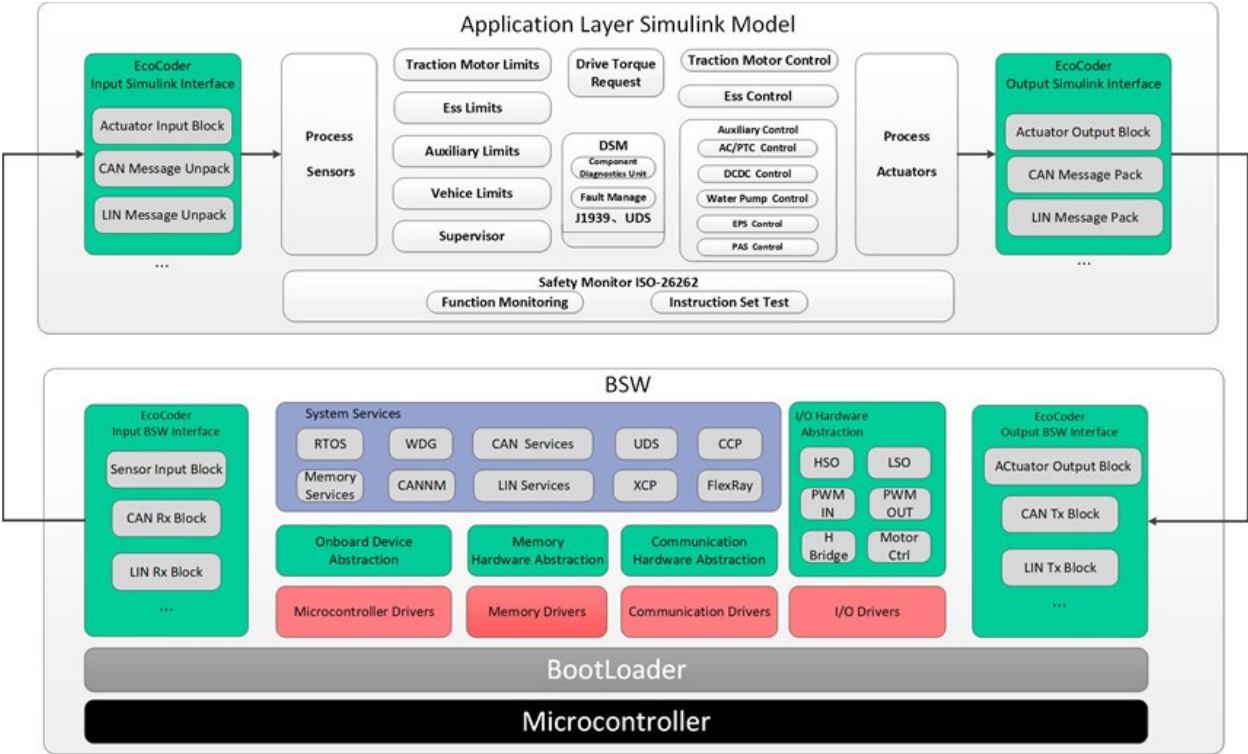 Application Layer Simulink Model
EcoCoder
Input Simulink Interface
Actuator Input Block
CAN Message Unpack
LIN Message Unpack
...
Process
Sensors
Traction Motor Limits
Ess Limits
Auxiliary Limits
Vehice Limits
Supervisor
Drive Torque
Request
DSM
Component
Diagnostics Unit
Fault Manage
J1939、UDS
Traction Motor Control
Ess Control
Auxiliary Control
AC/PTC Control
DCDC Control
Water Pump Control
EPS Control
PAS Control
Process
Actuators
EcoCoder
Output Simulink Interface
Actuator Output Block
CAN Message Pack
LIN Message Pack
...
Safety Monitor ISO-26262
Function Monitoring
Instruction Set Test
BSW
EcoCoder
Input BSW Interface
Sensor Input Block
CAN Rx Block
LIN Rx Block
...
System Services
RTOS
WDG
CAN Services
UDS
CCP
Memory
Services
CANNM
LIN Services
XCP
FlexRay
I/O Hardware
Abstraction
HSO
LSO
PWM
IN
PWM
OUT
H
Bridge
Motor
Ctrl
Onboard Device
Abstraction
Memory
Hardware Abstraction
Communication
Hardware Abstraction
Microcontroller Drivers
Memory Drivers
Communication Drivers
I/O Drivers
EcoCoder
Output BSW Interface
ACtuator Output Block
CAN Tx Block
LIN Tx Block
...
BootLoader
Microcontroller